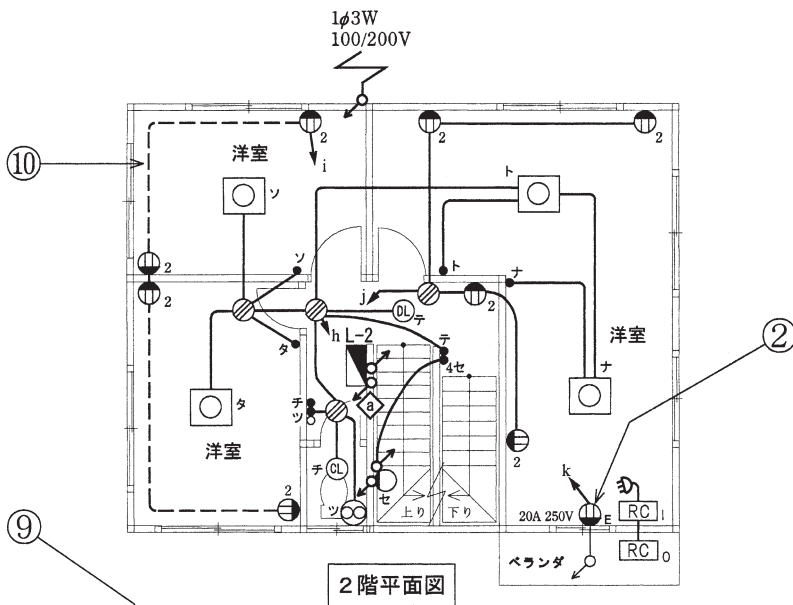 1φ3W
100/200V
⑩
洋室
2
i
2
2
ト
ソ
ソ
ト
ナ
2
2
j
2
DL テ
h
L-2
テ
4セ
洋室
②
タ
a
ナ
タ
洋室
チ
ツ
チ CL
2
k
2
セ
ツ
上り 下り
20A 250V E
RC I
RC O
ベランダ
⑨
2階平面図